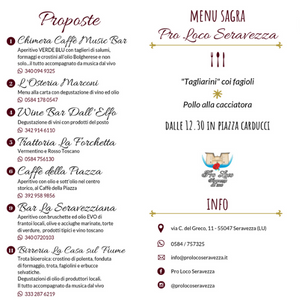 Proposte
1 Chimera Caffè Music Bar
Aperitivo VERDE BLU con taglieri di salumi,
formaggi e crostini all'olio Bolgherese e non
solo...il tutto accompagnato da musica dal vivo
340 094 9325
2 L'Osteria Marconi
Menu alla carta con degustazione di vino ed olio
0584 178 0547
4 Wine Bar Dall'Elfo
Degustazione di vini con prodotti del posto
342 914 6110
5 Trattoria La Forchetta
Vermentino e Rosso Toscano
0584 756130
6 Caffè della Piazza
Aperitivo con olio e sott'olio nel centro
storico, al Caffè della Piazza
392 958 9856
9 Bar La Seravezziana
Aperitivo con bruschette ed olio EVO di
frantoi locali, olive e acciughe marinate, torte
di verdure, prodotti tipici e vino toscano
340 0720103
11 Birreria La Casa sul Fiume
Trota bioeroica: crostini di polenta, fonduta
di formaggio, trota, fagiolini e erbucce
selvatiche.
Degustazioni di olio dei produttori locali.
Il tutto accompagnato da musica dal vivo
333 287 6219
MENU SAGRA
Pro Loco Seravezza
"Tagliarini" coi fagioli
Pollo alla cacciatora
DALLE 12.30 IN PIAZZA CARDUCCI
Pro Loco
INFO
via C. del Greco, 11 - 55047 Seravezza (LU)
0584 / 757325
info@prolocoseravezza.it
Pro Loco Seravezza
prolocoseravezza